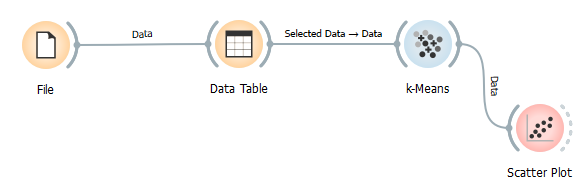 Data
Selected Data → Data
File
Data Table
k-Means
Data
Scatter Plot